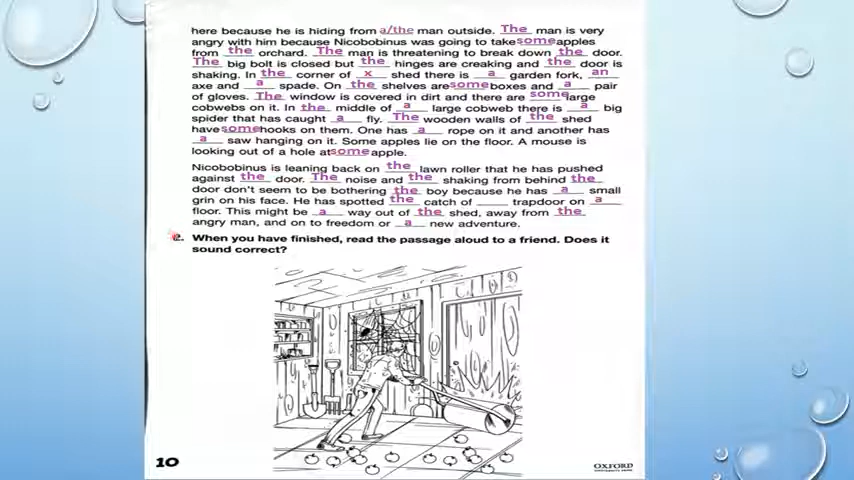 here because he is hiding from a/the man outside. The man is very
angry with him because Nicobobinus was going to take some apples
from the orchard. The man is threatening to break down the door.
The big bolt is closed but the hinges are creaking and the door is
shaking. In the corner of x shed there is a garden fork, an
axe and a spade. On the shelves are some boxes and a pair
of gloves. The window is covered in dirt and there are some large
cobwebs on it. In the middle of a large cobweb there is a big
spider that has caught a fly. The wooden walls of the shed
have some hooks on them. One has a rope on it and another has
a saw hanging on it. Some apples lie on the floor. A mouse is
looking out of a hole at some apple.
Nicobobinus is leaning back on the lawn roller that he has pushed
against the door. The noise and the shaking from behind the
door don't seem to be bothering the boy because he has a small
grin on his face. He has spotted the catch of ____ trapdoor on a
floor. This might be a way out of the shed, away from the
angry man, and on to freedom or a new adventure.
2. When you have finished, read the passage aloud to a friend. Does it
sound correct?
10
OXFORD